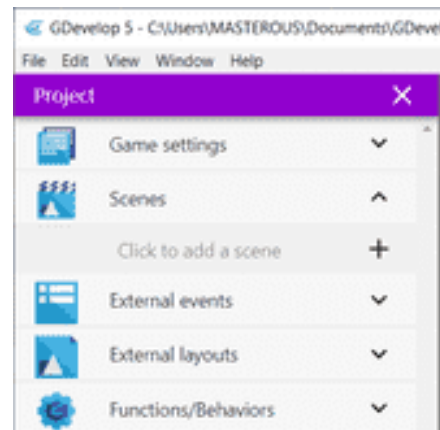 GDevelop 5 - C:\Users\MASTEROUS\Documents\GDeve
File Edit View Window Help
Project
Game settings
Scenes
Click to add a scene
External events
External layouts
Functions/Behaviors